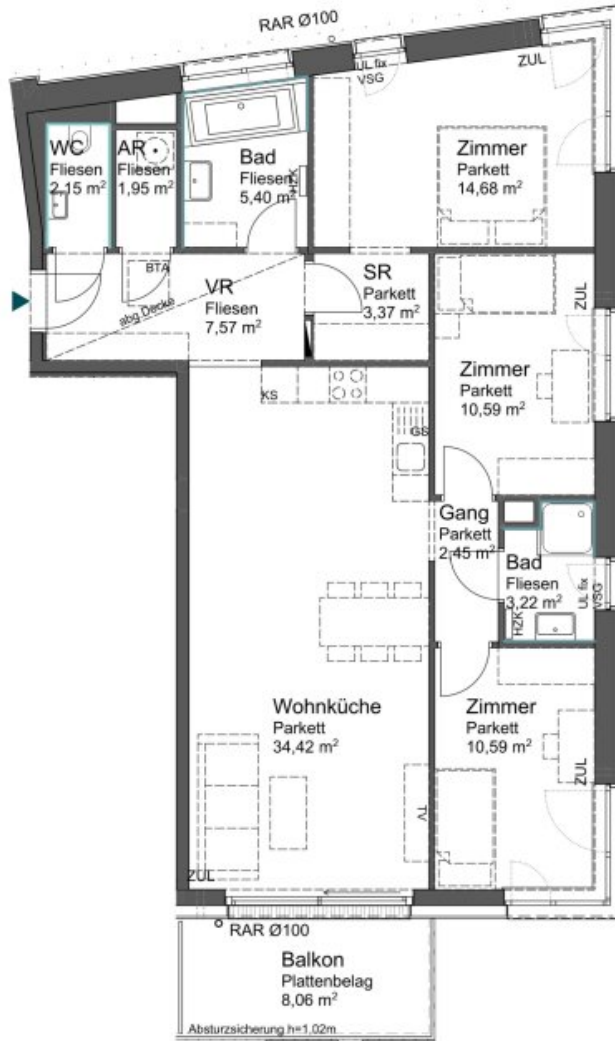 RAR Ø100
UL fix
VSG
ZUL
WC
Fliesen
2,15 m²
AR
Fliesen
1,95 m²
Bad
Fliesen
5,40 m²
HZK
Zimmer
Parkett
14,68 m²
BTA
abg Decke
VR
Fliesen
7,57 m²
SR
Parkett
3,37 m²
ZUL
Zimmer
Parkett
10,59 m²
KS
GS
Gang
Parkett
2,45 m²
Bad
Fliesen
3,22 m²
UL fix
VSG
HZK
Wohnküche
Parkett
34,42 m²
Zimmer
Parkett
10,59 m²
ZUL
TV
ZUL
RAR Ø100
Balkon
Plattenbelag
8,06 m²
Absturzsicherung h=1,02m